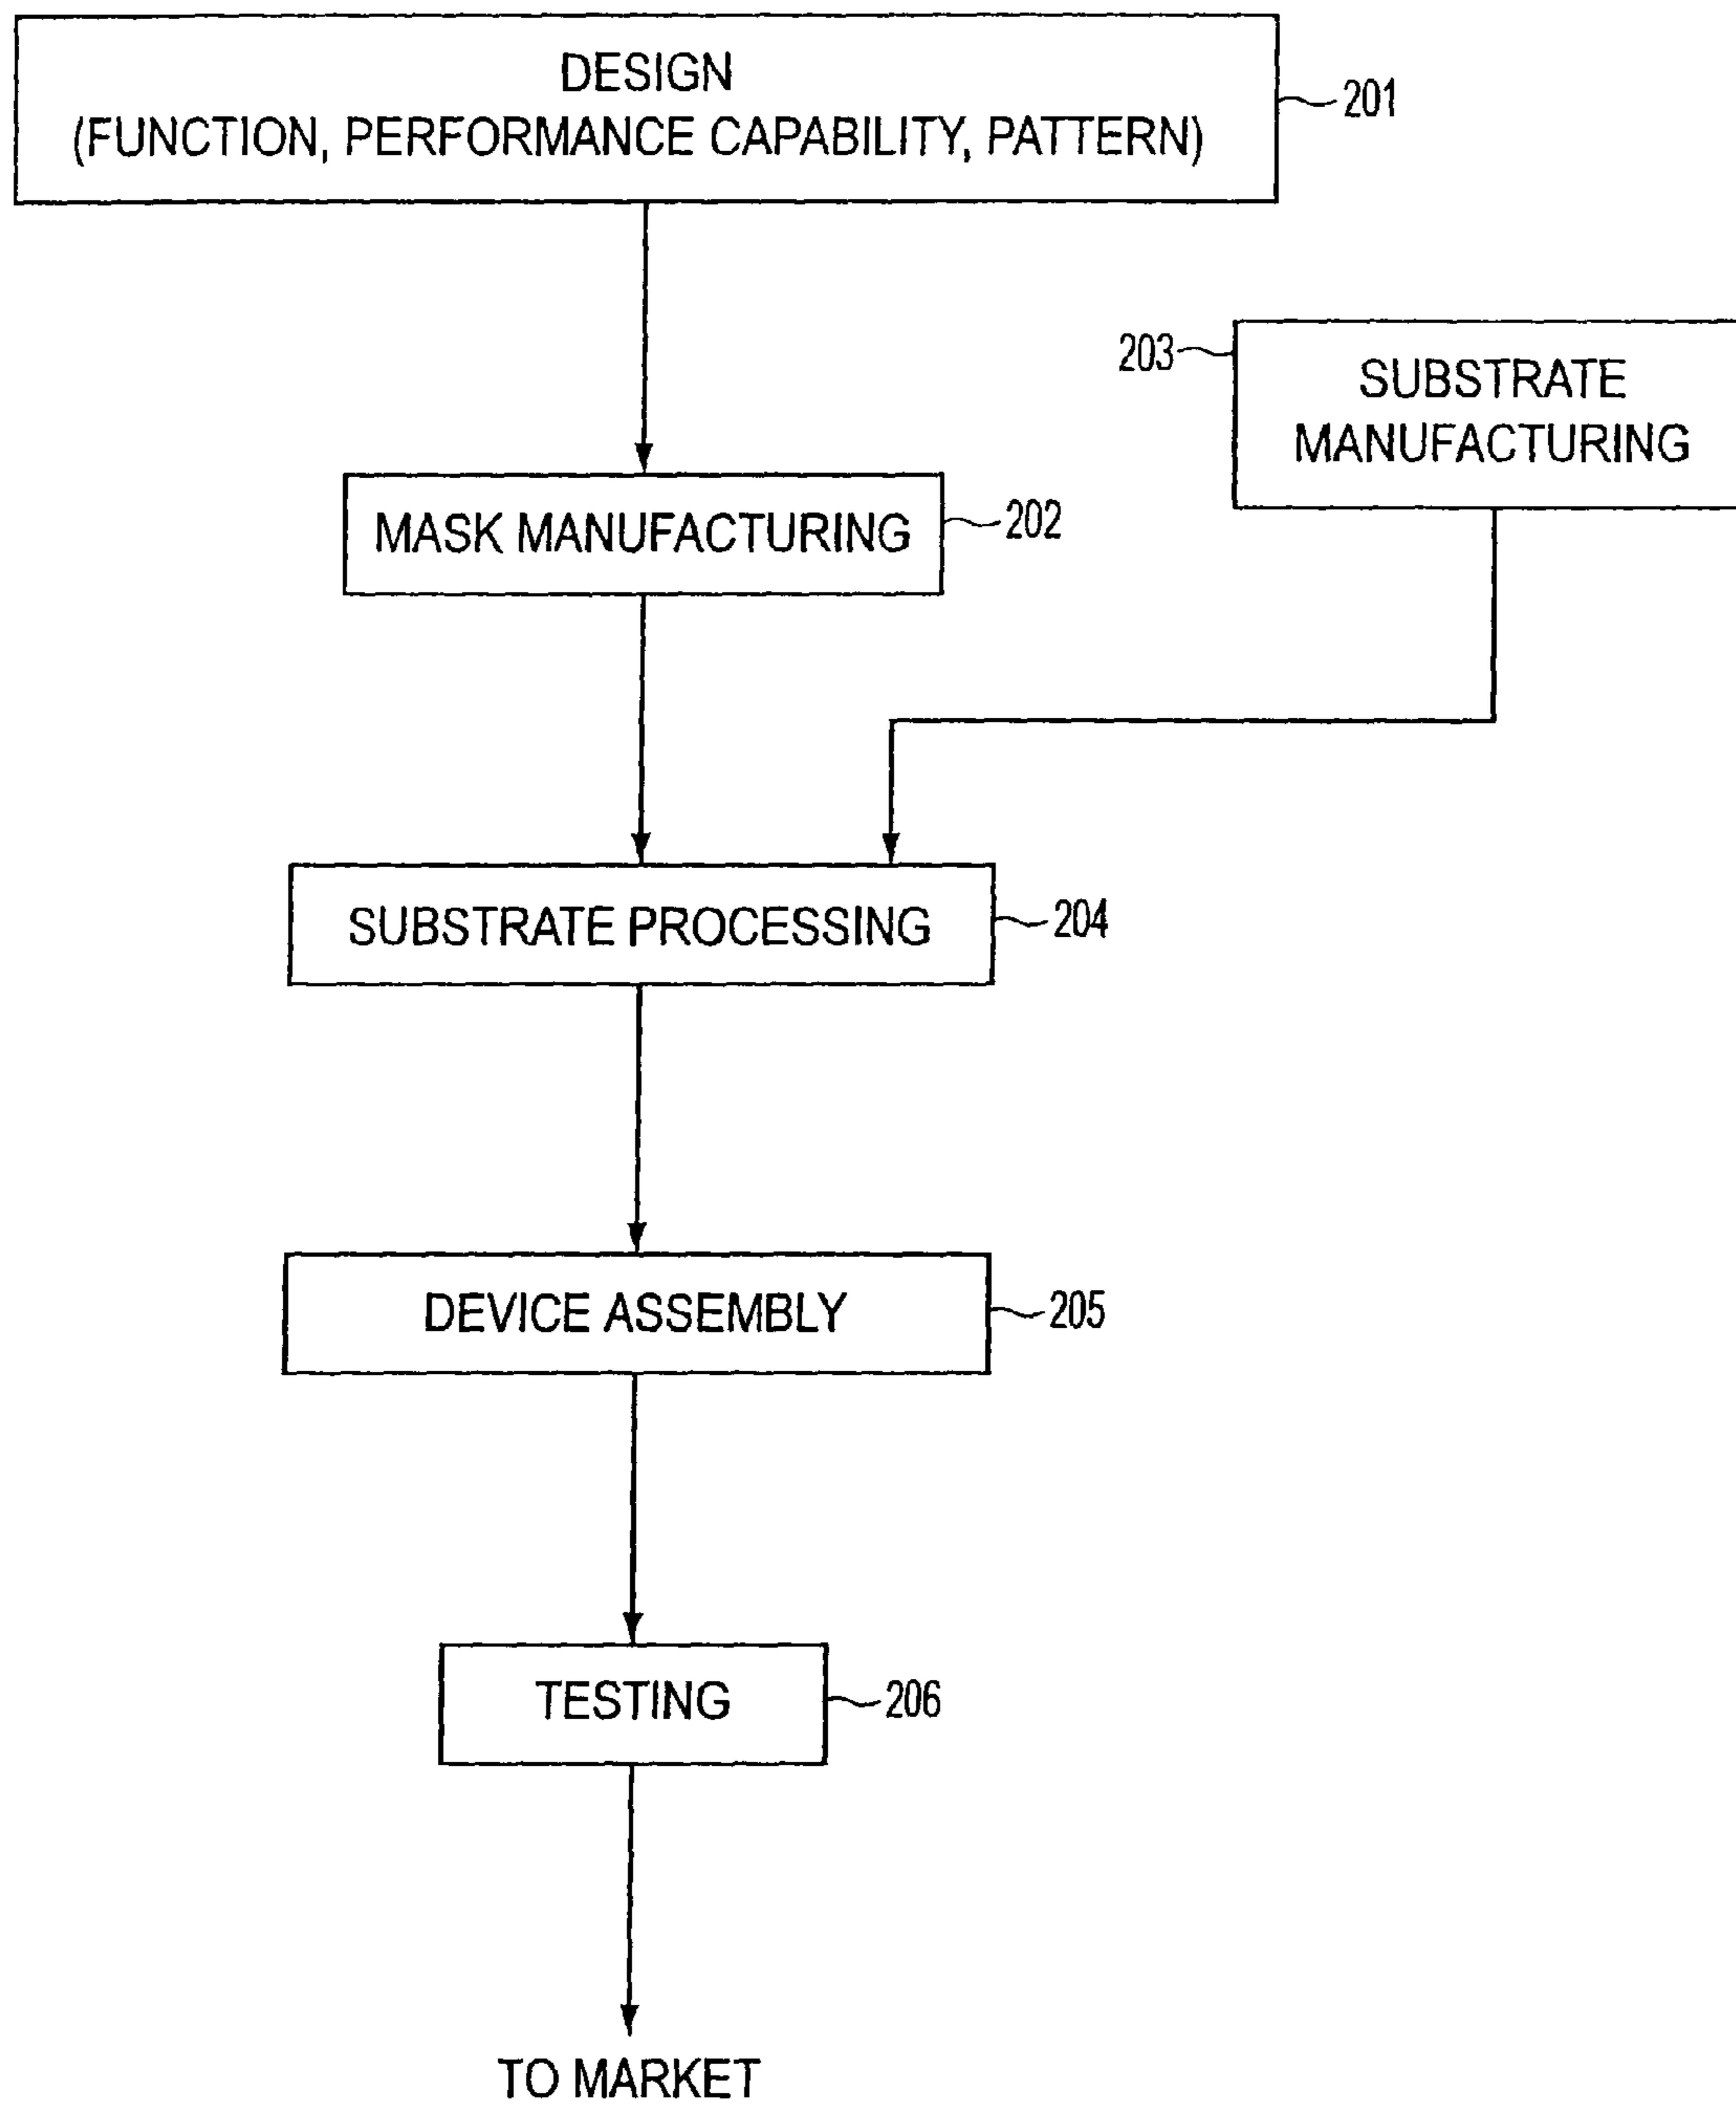 DESIGN
(FUNCTION, PERFORMANCE CAPABILITY, PATTERN)
201
203
SUBSTRATE
MANUFACTURING
MASK MANUFACTURING
202
SUBSTRATE PROCESSING
204
DEVICE ASSEMBLY
205
TESTING
206
TO MARKET